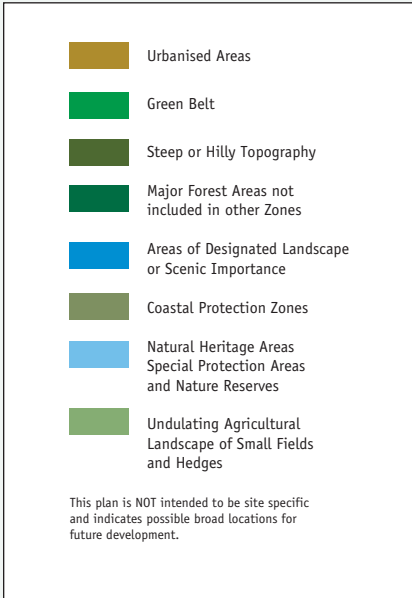 Urbanised Areas
Green Belt
Steep or Hilly Topography
Major Forest Areas not
included in other Zones
Areas of Designated Landscape
or Scenic Importance
Coastal Protection Zones
Natural Heritage Areas
Special Protection Areas
and Nature Reserves
Undulating Agricultural
Landscape of Small Fields
and Hedges
This plan is NOT intended to be site specific
and indicates possible broad locations for
future development.